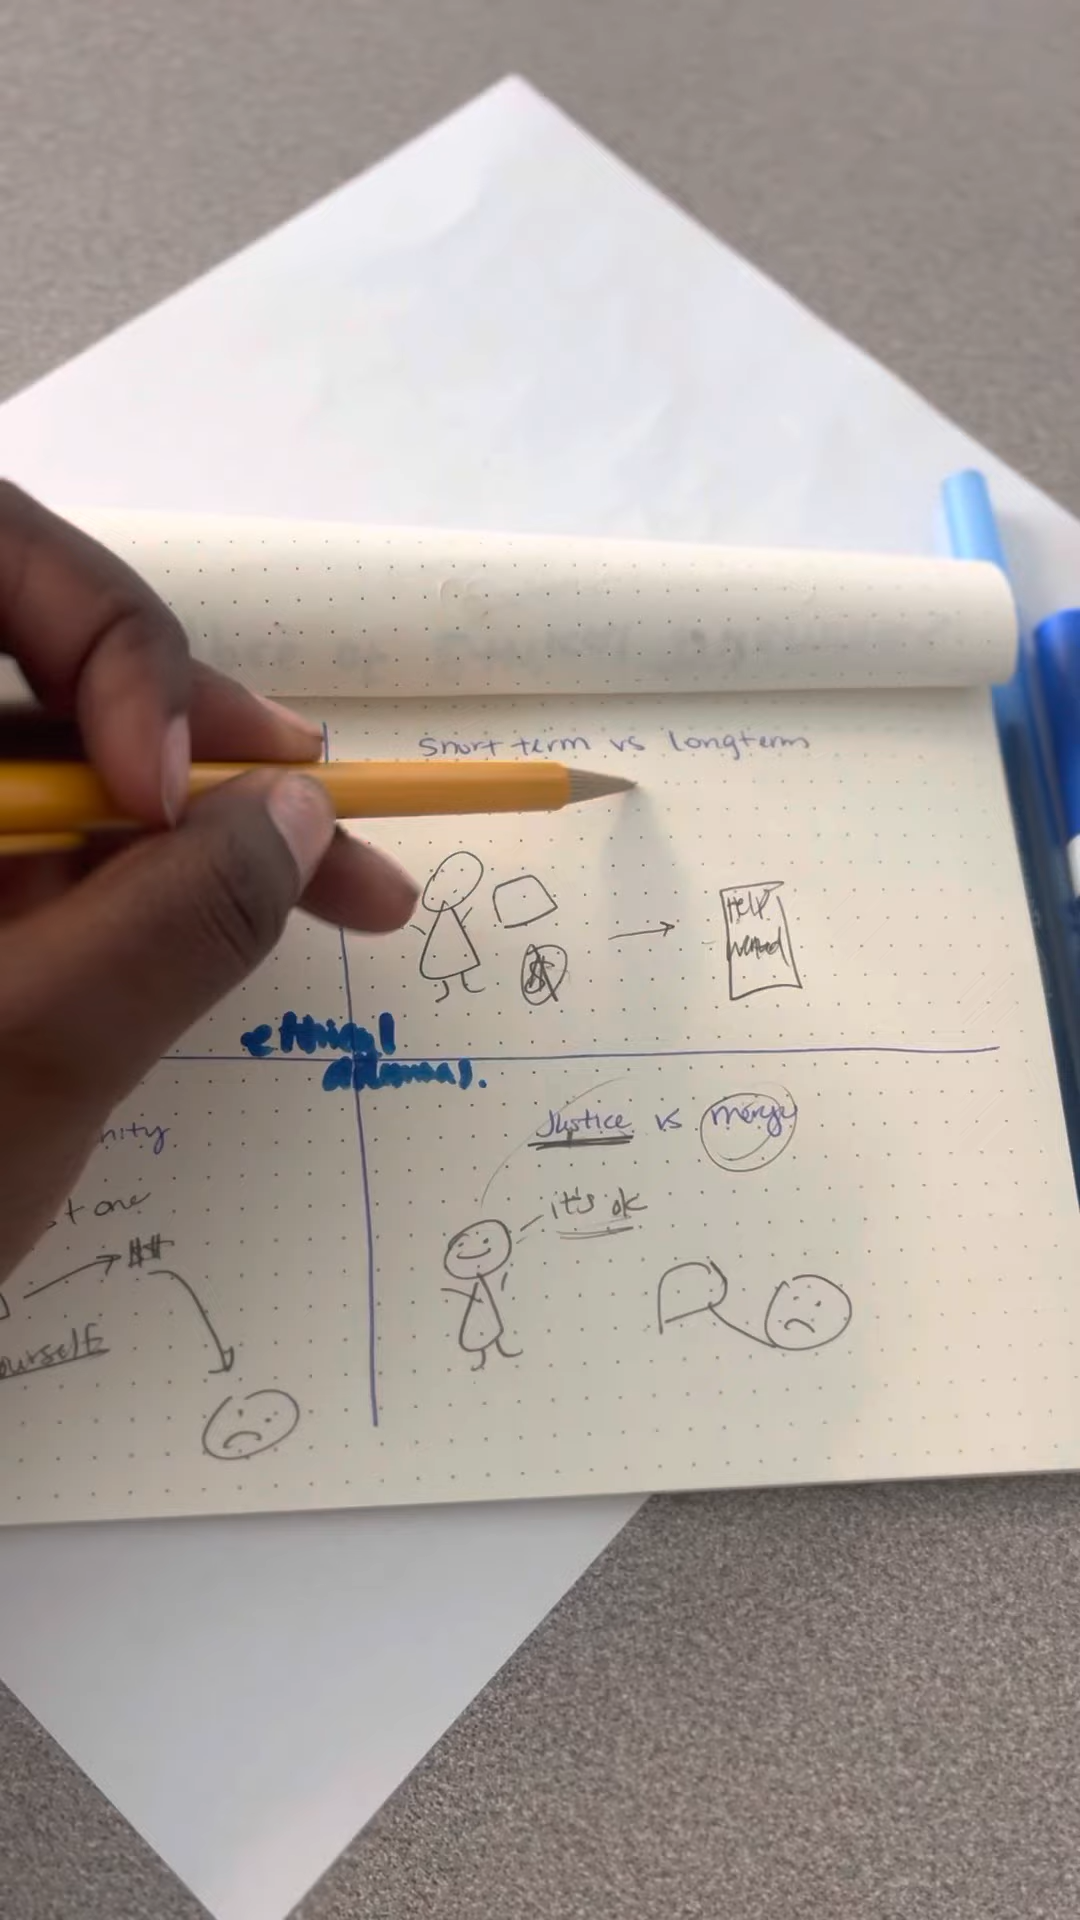 Short term vs longterm
Help
wanted
$
ethical
dilemmas.
Justice vs mercy
it's ok
$$